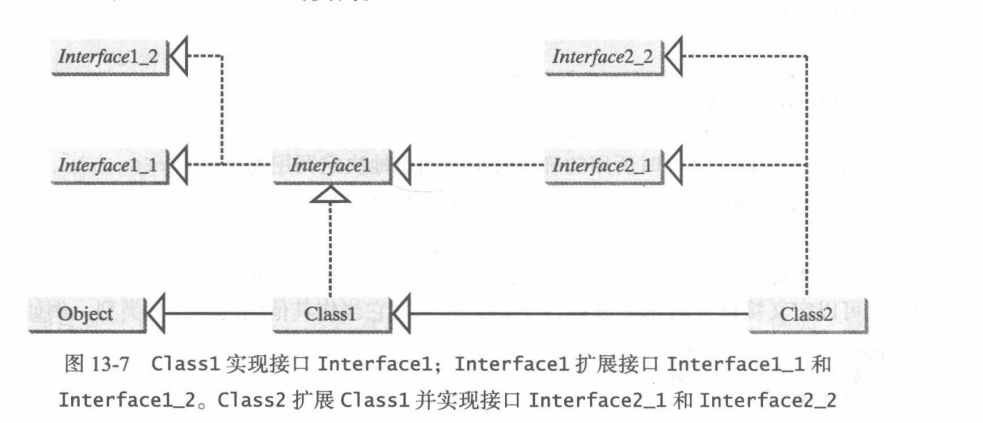 Interface1_2
Interface2_2
Interface1_1
Interface1
Interface2_1
Object
Class1
Class2
图 13-7 Class1 实现接口 Interface1；Interface1 扩展接口 Interface1_1 和
Interface1_2。Class2 扩展 Class1 并实现接口 Interface2_1 和 Interface2_2